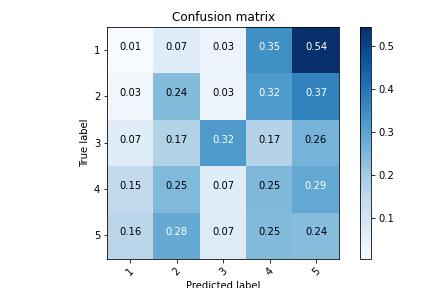 Confusion matrix
1 0.01 0.07 0.03 0.35 0.54
2 0.03 0.24 0.03 0.32 0.37
3 0.07 0.17 0.32 0.17 0.26
4 0.15 0.25 0.07 0.25 0.29
5 0.16 0.28 0.07 0.25 0.24
1 2 3 4 5
True label
Predicted label
0.5
0.4
0.3
0.2
0.1